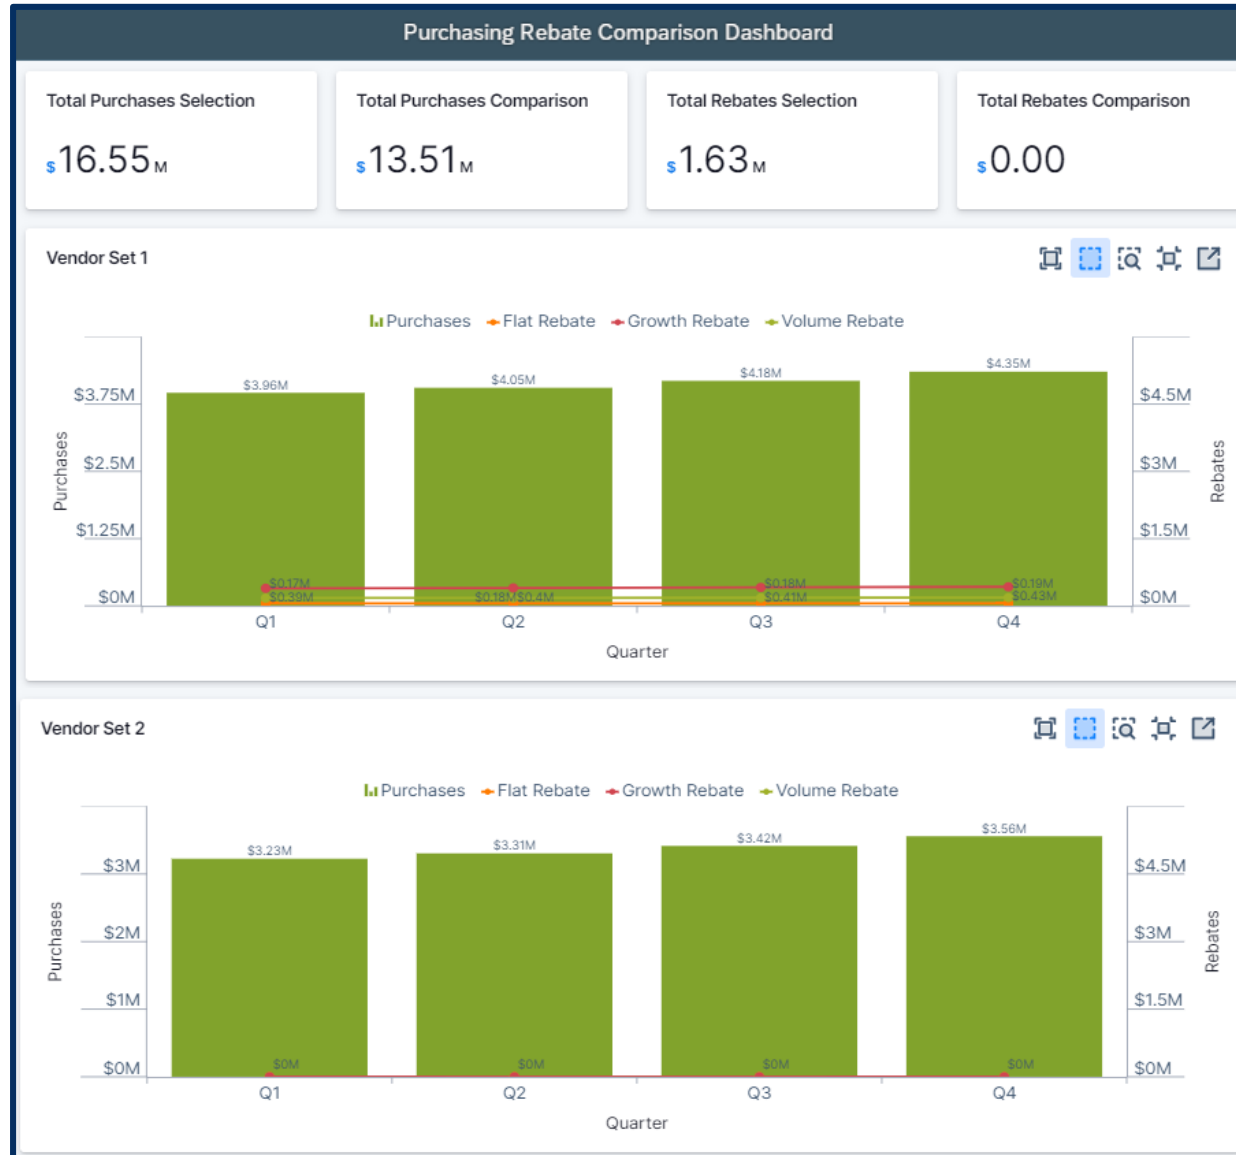 Purchasing Rebate Comparison Dashboard
Total Purchases Selection
$16.55 M
Total Purchases Comparison
$13.51 M
Total Rebates Selection
$1.63 M
Total Rebates Comparison
$0.00
Vendor Set 1
Purchases Flat Rebate Growth Rebate Volume Rebate
$3.96M $4.05M $4.18M $4.35M
$3.75M
$2.5M
$1.25M
$0M
Purchases
$4.5M
$3M
$1.5M
$0M
Rebates
$0.17M $0.18M $0.19M
$0.39M $0.18M $0.4M $0.41M $0.43M
Q1 Q2 Q3 Q4
Quarter
Vendor Set 2
Purchases Flat Rebate Growth Rebate Volume Rebate
$3.23M $3.31M $3.42M $3.56M
$3M
$2M
$1M
$0M
Purchases
$4.5M
$3M
$1.5M
$0M
Rebates
$0M $0M $0M $0M
Q1 Q2 Q3 Q4
Quarter